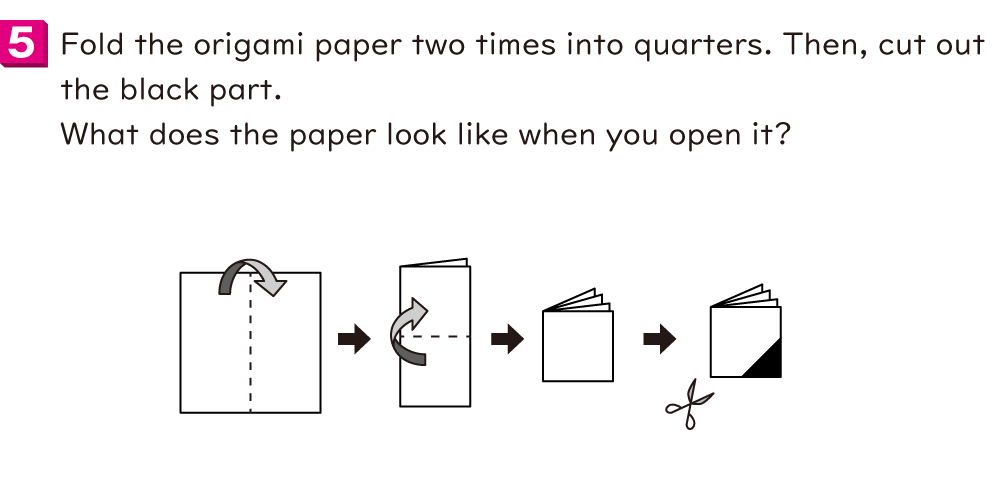 5 Fold the origami paper two times into quarters. Then, cut out
the black part.
What does the paper look like when you open it?